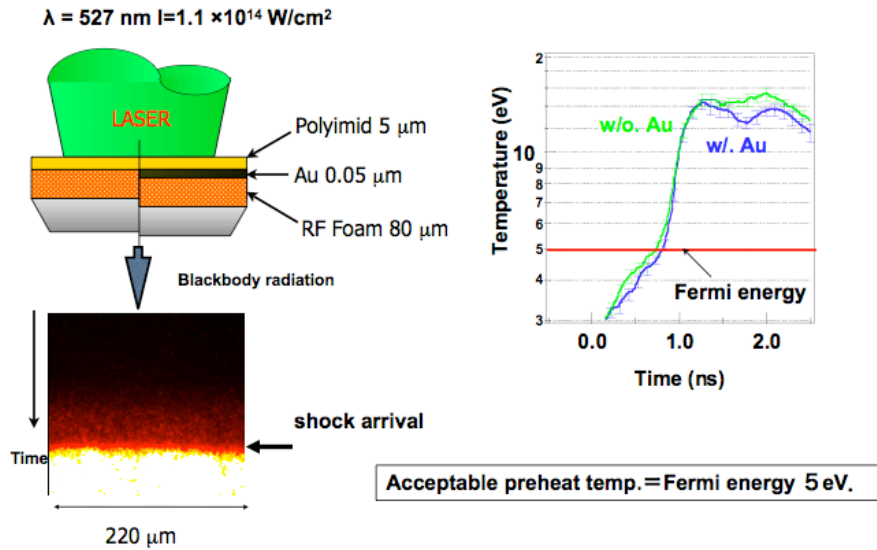 λ = 527 nm I=1.1 ×10¹⁴ W/cm²
LASER
Polyimid 5 μm
Au 0.05 μm
RF Foam 80 μm
Blackbody radiation
Time
shock arrival
220 μm
2
10
9
8
7
6
5
4
3
Temperature (eV)
w/o. Au
w/. Au
Fermi energy
0.0 1.0 2.0
Time (ns)
Acceptable preheat temp.=Fermi energy 5 eV.